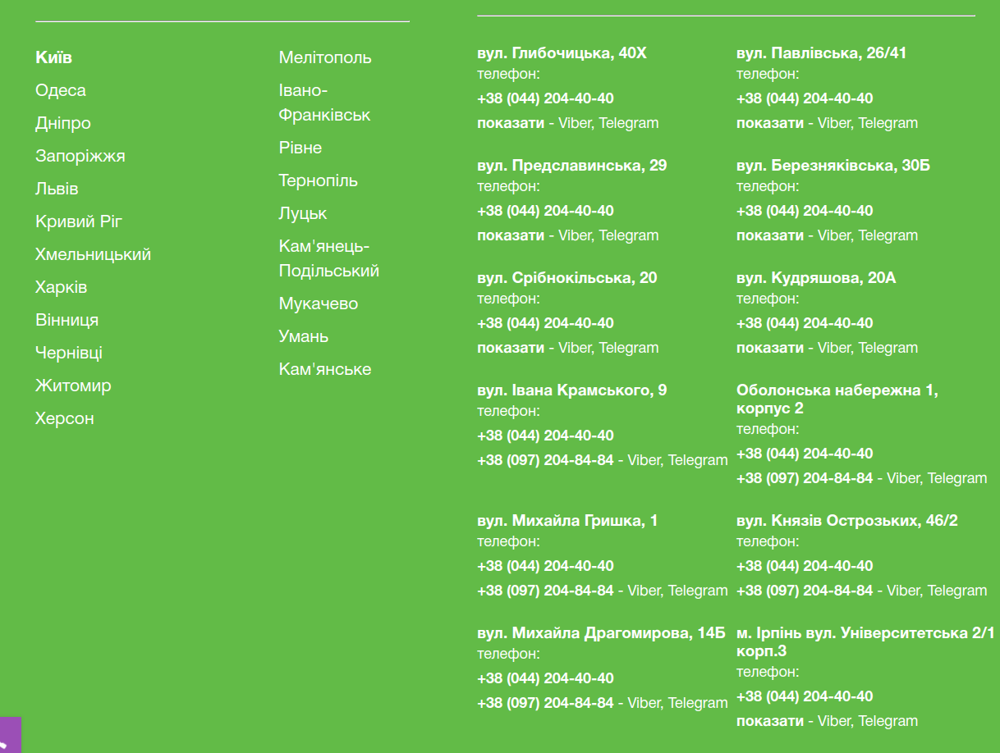 Київ
Одеса
Дніпро
Запоріжжя
Львів
Кривий Ріг
Хмельницький
Харків
Вінниця
Чернівці
Житомир
Херсон
Мелітополь
Івано-
Франківськ
Рівне
Тернопіль
Луцьк
Кам'янець-
Подільський
Мукачево
Умань
Кам'янське
вул. Глибочицька, 40Х
телефон:
+38 (044) 204-40-40
показати - Viber, Telegram
вул. Павлівська, 26/41
телефон:
+38 (044) 204-40-40
показати - Viber, Telegram
вул. Предславинська, 29
телефон:
+38 (044) 204-40-40
показати - Viber, Telegram
вул. Березняківська, 30Б
телефон:
+38 (044) 204-40-40
показати - Viber, Telegram
вул. Срібнокільська, 20
телефон:
+38 (044) 204-40-40
показати - Viber, Telegram
вул. Кудряшова, 20А
телефон:
+38 (044) 204-40-40
показати - Viber, Telegram
вул. Івана Крамського, 9
телефон:
+38 (044) 204-40-40
+38 (097) 204-84-84 - Viber, Telegram
Оболонська набережна 1,
корпус 2
телефон:
+38 (044) 204-40-40
+38 (097) 204-84-84 - Viber, Telegram
вул. Михайла Гришка, 1
телефон:
+38 (044) 204-40-40
+38 (097) 204-84-84 - Viber, Telegram
вул. Князів Острозьких, 46/2
телефон:
+38 (044) 204-40-40
+38 (097) 204-84-84 - Viber, Telegram
вул. Михайла Драгомирова, 14Б
телефон:
+38 (044) 204-40-40
+38 (097) 204-84-84 - Viber, Telegram
м. Ірпінь вул. Університетська 2/1
корп.3
телефон:
+38 (044) 204-40-40
показати - Viber, Telegram